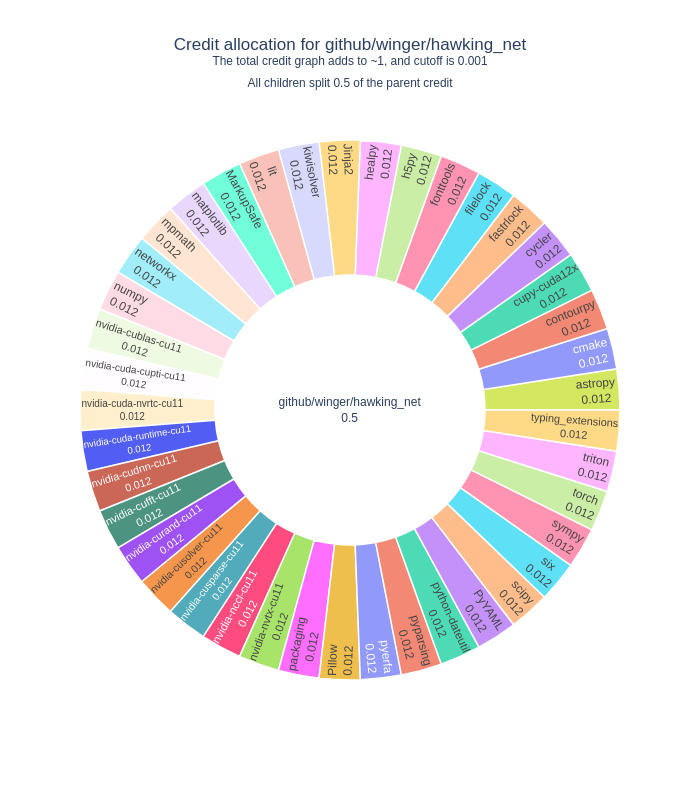 Credit allocation for github/winger/hawking_net
The total credit graph adds to ~1, and cutoff is 0.001
All children split 0.5 of the parent credit
github/winger/hawking_net
0.5
astropy
0.012
cmake
0.012
contourpy
0.012
cupy-cuda12x
0.012
cycler
0.012
fastrlock
0.012
filelock
0.012
fonttools
0.012
h5py
0.012
healpy
0.012
Jinja2
0.012
kiwisolver
0.012
lit
0.012
MarkupSafe
0.012
matplotlib
0.012
mpmath
0.012
networkx
0.012
numpy
0.012
nvidia-cublas-cu11
0.012
nvidia-cuda-cupti-cu11
0.012
nvidia-cuda-nvrtc-cu11
0.012
nvidia-cuda-runtime-cu11
0.012
nvidia-cudnn-cu11
0.012
nvidia-cufft-cu11
0.012
nvidia-curand-cu11
0.012
nvidia-cusolver-cu11
0.012
nvidia-cusparse-cu11
0.012
nvidia-nccl-cu11
0.012
nvidia-nvtx-cu11
0.012
packaging
0.012
Pillow
0.012
pyerfa
0.012
pyparsing
0.012
python-dateutil
0.012
PyYAML
0.012
scipy
0.012
six
0.012
sympy
0.012
torch
0.012
triton
0.012
typing_extensions
0.012